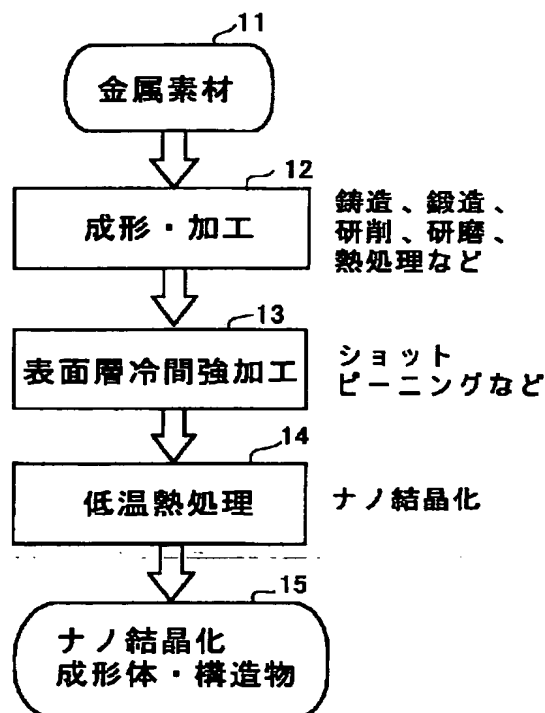 11
金属素材
12
成形・加工
鋳造、鍛造、
研削、研磨、
熱処理など
13
表面層冷間強加工
ショット
ピーニングなど
14
低温熱処理
ナノ結晶化
15
ナノ結晶化
成形体・構造物